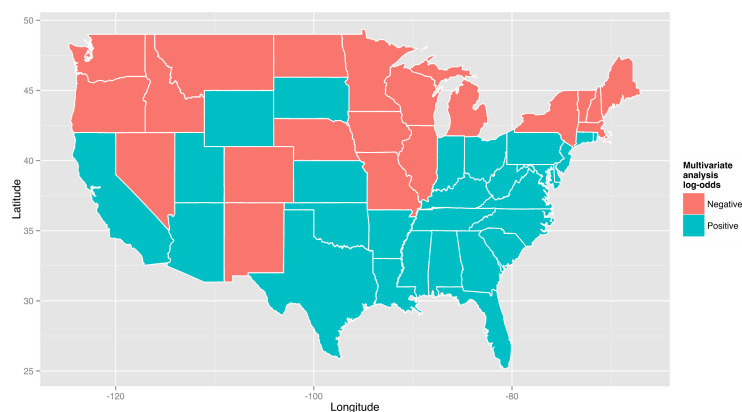 50
45
40
35
30
25
Latitude
-120
-100
-80
Longitude
Multivariate
analysis
log-odds
Negative
Positive